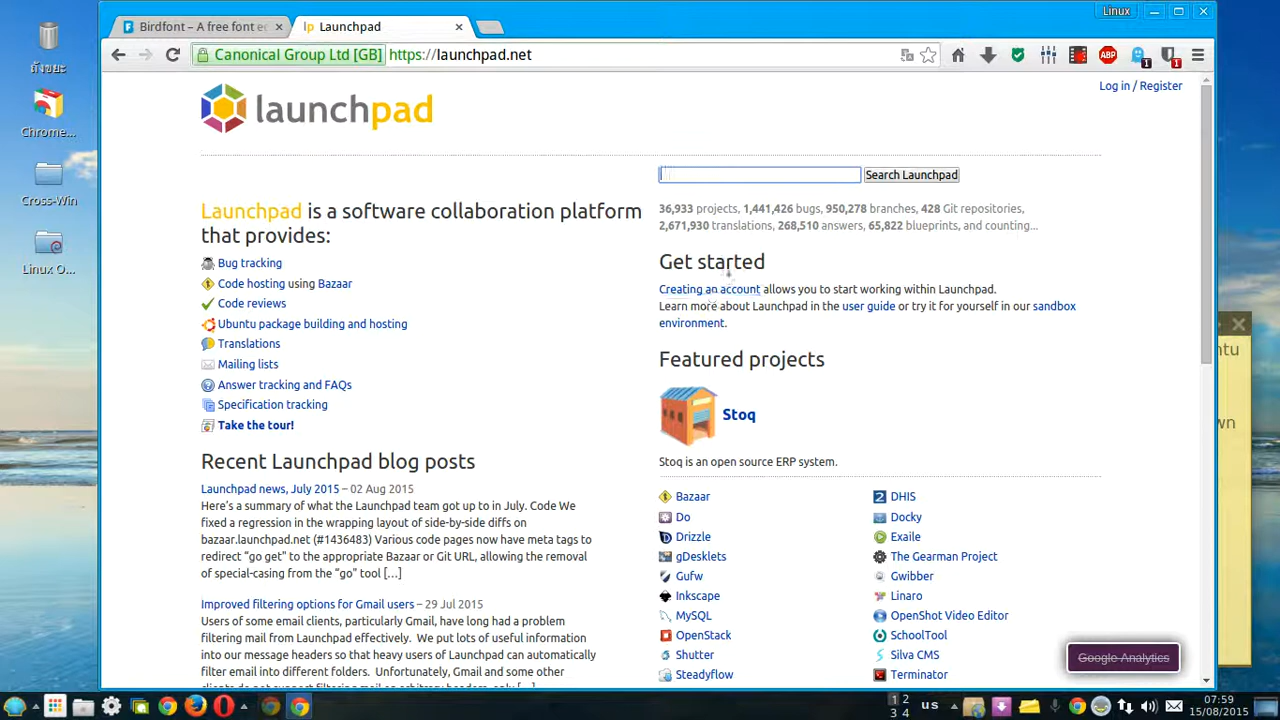 Linux
Birdfont – A free font e
Launchpad
Canonical Group Ltd [GB] https://launchpad.net
ABP
1
1
ถังขยะ
Chrome...
Cross-Win
Linux O...
Log in / Register
launchpad
Search Launchpad
36,933 projects, 1,441,426 bugs, 950,278 branches, 428 Git repositories,
2,671,930 translations, 268,510 answers, 65,822 blueprints, and counting...
Launchpad is a software collaboration platform
that provides:
Bug tracking
Code hosting using Bazaar
Code reviews
Ubuntu package building and hosting
Translations
Mailing lists
Answer tracking and FAQs
Specification tracking
Take the tour!
Get started
Creating an account allows you to start working within Launchpad.
Learn more about Launchpad in the user guide or try it for yourself in our sandbox
environment.
Featured projects
Stoq
Stoq is an open source ERP system.
Bazaar
Do
Drizzle
gDesklets
Gufw
Inkscape
MySQL
OpenStack
Shutter
Steadyflow
DHIS
Docky
Exaile
The Gearman Project
Gwibber
Linaro
OpenShot Video Editor
SchoolTool
Silva CMS
Terminator
Recent Launchpad blog posts
Launchpad news, July 2015 – 02 Aug 2015
Here's a summary of what the Launchpad team got up to in July. Code We
fixed a regression in the wrapping layout of side-by-side diffs on
bazaar.launchpad.net (#1436483) Various code pages now have meta tags to
redirect "go get" to the appropriate Bazaar or Git URL, allowing the removal
of special-casing from the "go" tool [...]
Improved filtering options for Gmail users – 29 Jul 2015
Users of some email clients, particularly Gmail, have long had a problem
filtering mail from Launchpad effectively. We put lots of useful information
into our message headers so that heavy users of Launchpad can automatically
filter email into different folders. Unfortunately, Gmail and some other
Google Analytics
ntu
wn
1 2
3 4
us
07:59
15/08/2015